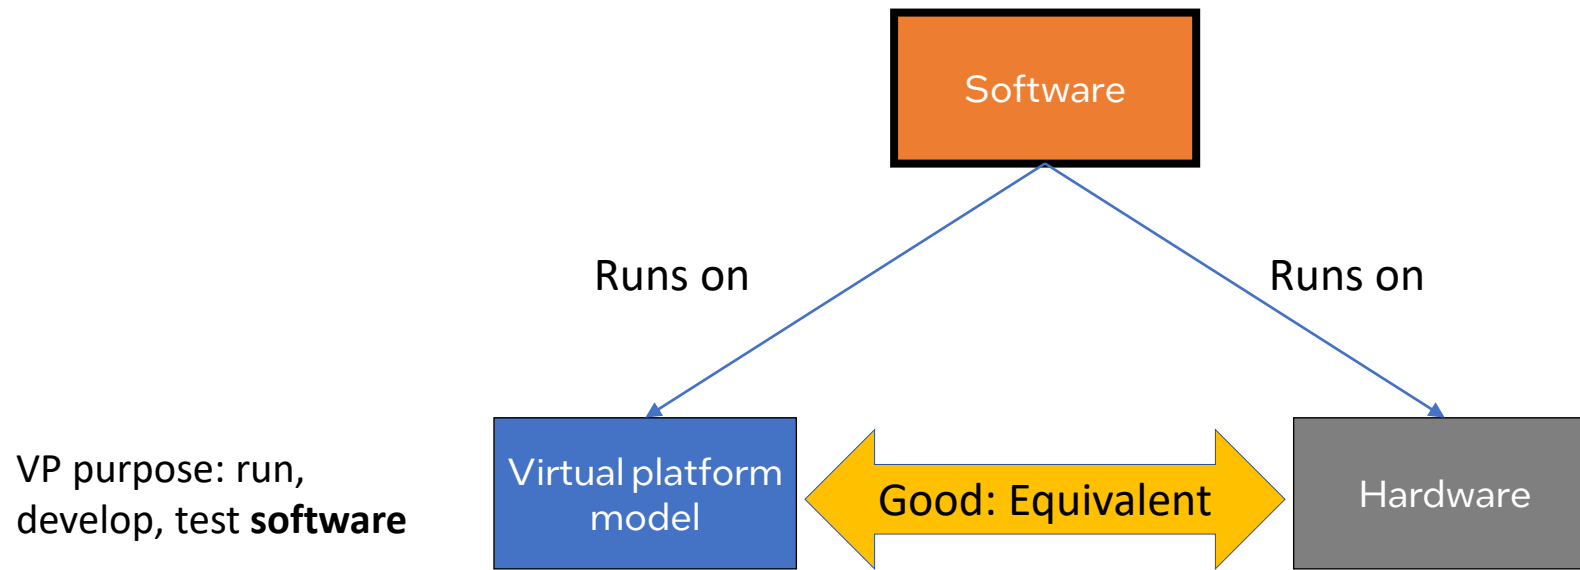 Software
Runs on
Runs on
VP purpose: run,
develop, test software
Virtual platform
model
Good: Equivalent
Hardware